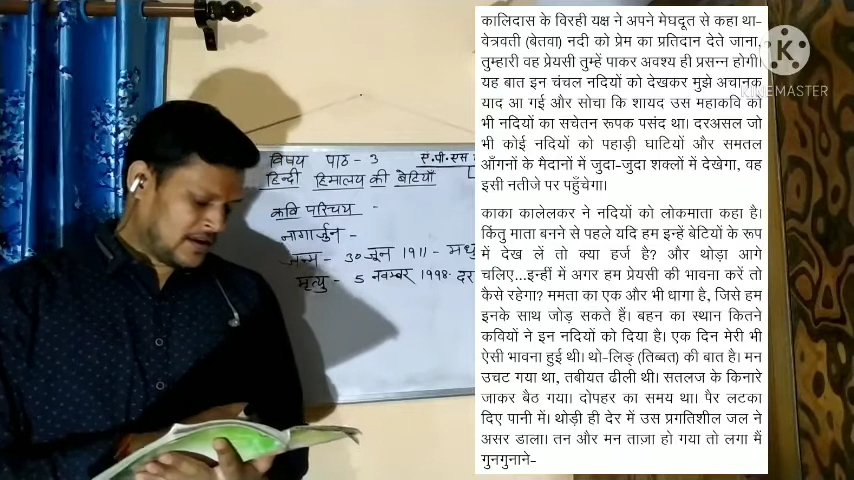 विषय पाठ - 3 ए.पी.एस
हिन्दी हिमालय की बेटियाँ
कवि परिचय -
नागार्जुन -
जन्म - 30 जून 1911 - मधु
मृत्यु - 5 नवम्बर 1998. दर
कालिदास के विरही यक्ष ने अपने मेघदूत से कहा था-
वेत्रवती (बेतवा) नदी को प्रेम का प्रतिदान देते जाना,
तुम्हारी वह प्रेयसी तुम्हें पाकर अवश्य ही प्रसन्न होगी।
यह बात इन चंचल नदियों को देखकर मुझे अचानक
याद आ गई और सोचा कि शायद उस महाकवि को
भी नदियों का सचेतन रूपक पसंद था। दरअसल जो
भी कोई नदियों को पहाड़ी घाटियों और समतल
आँगनों के मैदानों में जुदा-जुदा शक्लों में देखेगा, वह
इसी नतीजे पर पहुँचेगा।
काका कालेलकर ने नदियों को लोकमाता कहा है।
किंतु माता बनने से पहले यदि हम इन्हें बेटियों के रूप
में देख लें तो क्या हर्ज है? और थोड़ा आगे
चलिए...इन्हीं में अगर हम प्रेयसी की भावना करें तो
कैसे रहेगा? ममता का एक और भी धागा है, जिसे हम
इनके साथ जोड़ सकते हैं। बहन का स्थान कितने
कवियों ने इन नदियों को दिया है। एक दिन मेरी भी
ऐसी भावना हुई थी। थो-लिङ् (तिब्बत) की बात है। मन
उचट गया था, तबीयत ढीली थी। सतलज के किनारे
जाकर बैठ गया। दोपहर का समय था। पैर लटका
दिए पानी में। थोड़ी ही देर में उस प्रगतिशील जल ने
असर डाला। तन और मन ताज़ा हो गया तो लगा मैं
गुनगुनाने-
KINEMASTER